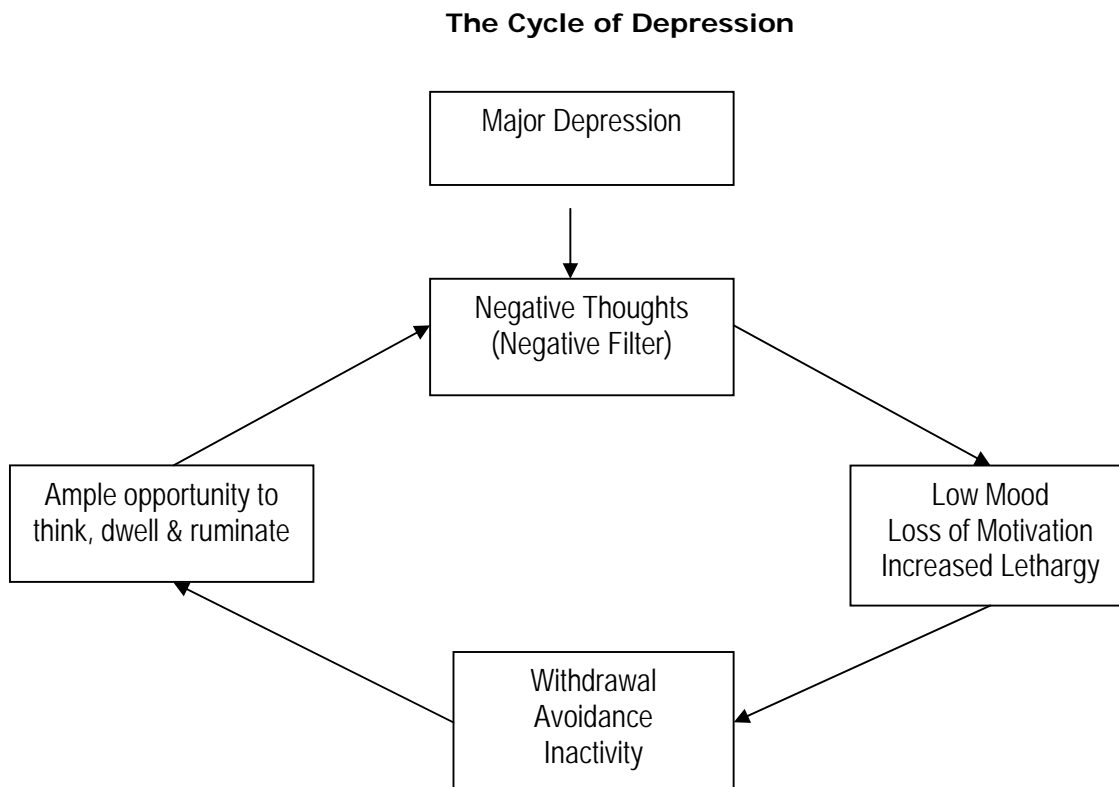 The Cycle of Depression
Major Depression
Negative Thoughts
(Negative Filter)
Ample opportunity to
think, dwell & ruminate
Low Mood
Loss of Motivation
Increased Lethargy
Withdrawal
Avoidance
Inactivity